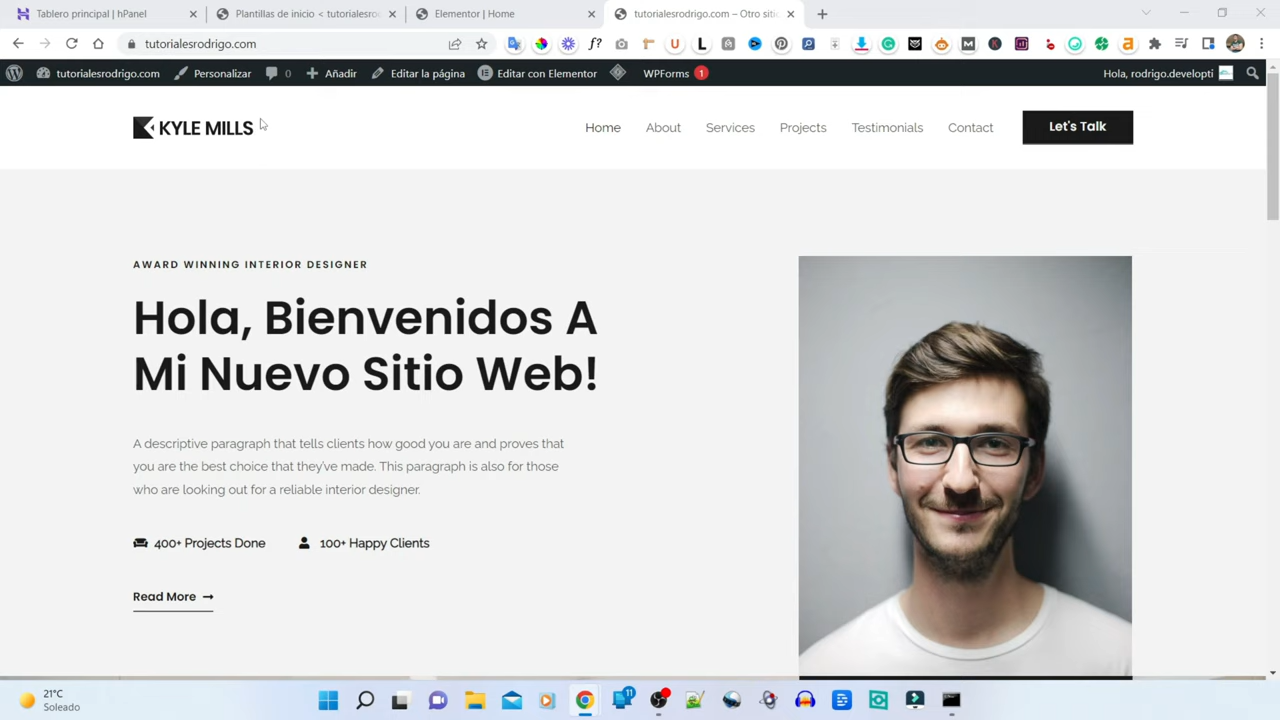 Tablero principal | hPanel
Plantillas de inicio < tutorialesro
Elementor | Home
tutorialesrodrigo.com – Otro sitio
tutorialesrodrigo.com
tutorialesrodrigo.com Personalizar 0 Añadir Editar la página Editar con Elementor WPForms 1 Hola, rodrigo.developti
KYLE MILLS Home About Services Projects Testimonials Contact Let's Talk
AWARD WINNING INTERIOR DESIGNER
Hola, Bienvenidos A
Mi Nuevo Sitio Web!
A descriptive paragraph that tells clients how good you are and proves that
you are the best choice that they've made. This paragraph is also for those
who are looking out for a reliable interior designer.
400+ Projects Done 100+ Happy Clients
Read More
21°C
Soleado
11